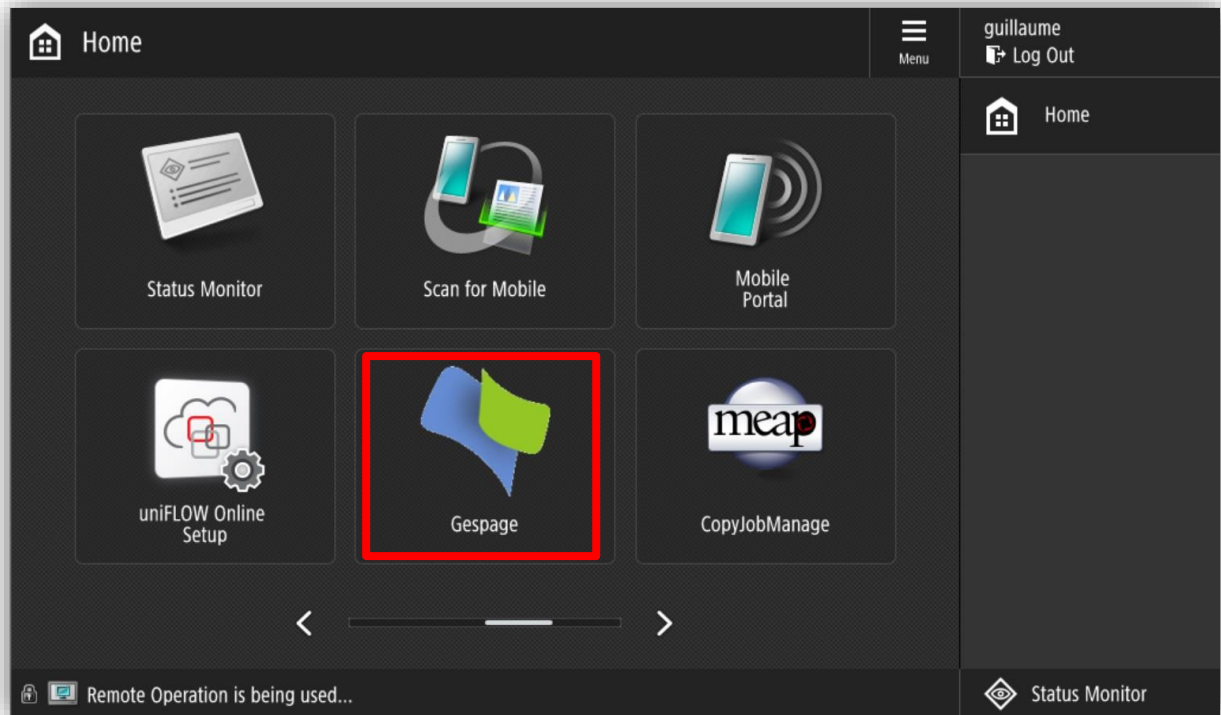 Home
Menu
guillaume
Log Out
Home
Status Monitor
Scan for Mobile
Mobile
Portal
uniFLOW Online
Setup
Gespage
meap
CopyJobManage
Remote Operation is being used...
Status Monitor